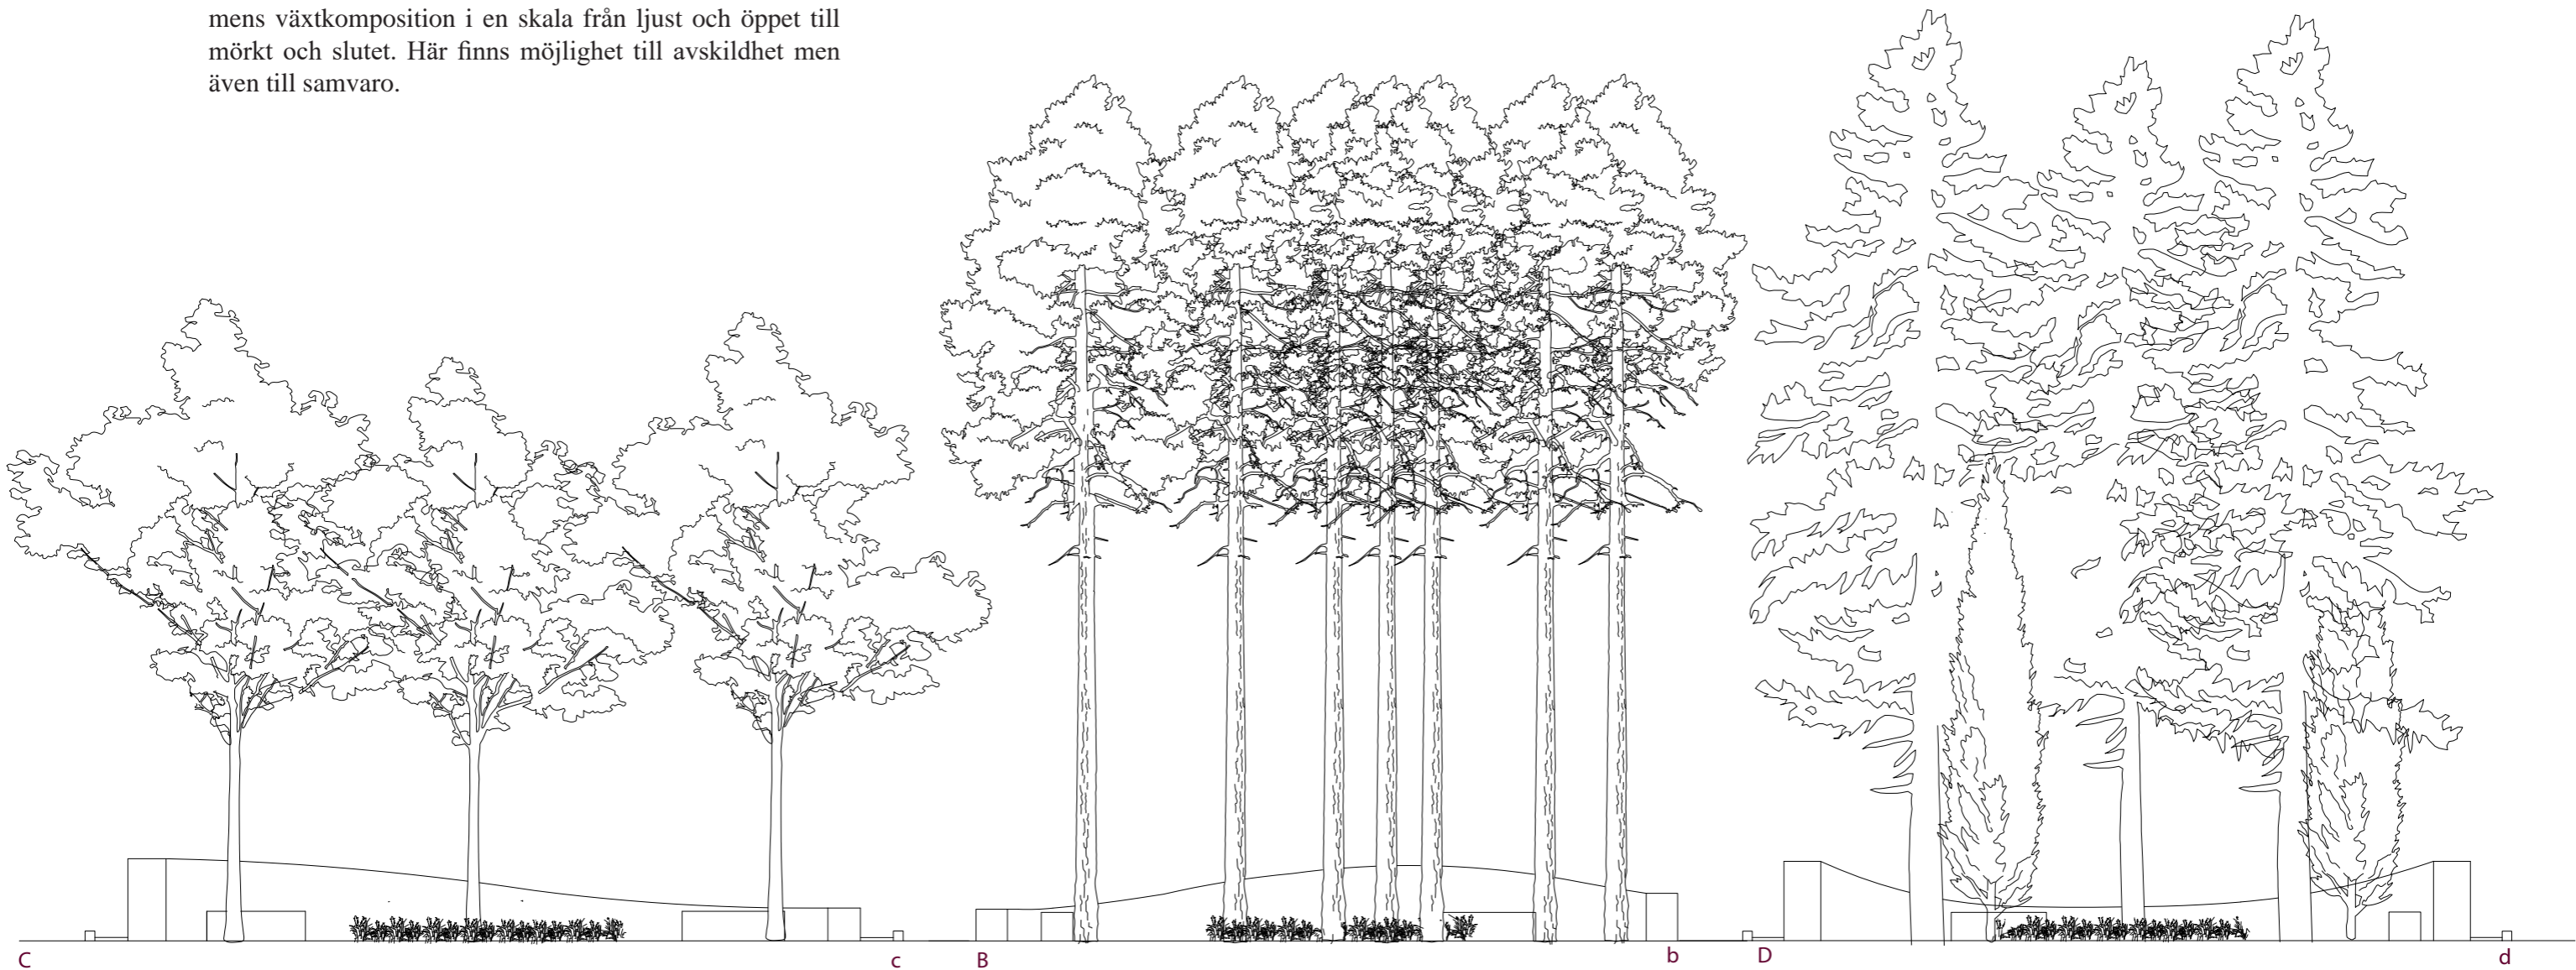 mens växtkomposition i en skala från ljust och öppet till
mörkt och slutet. Här finns möjlighet till avskildhet men
även till samvaro.
C c B b D d